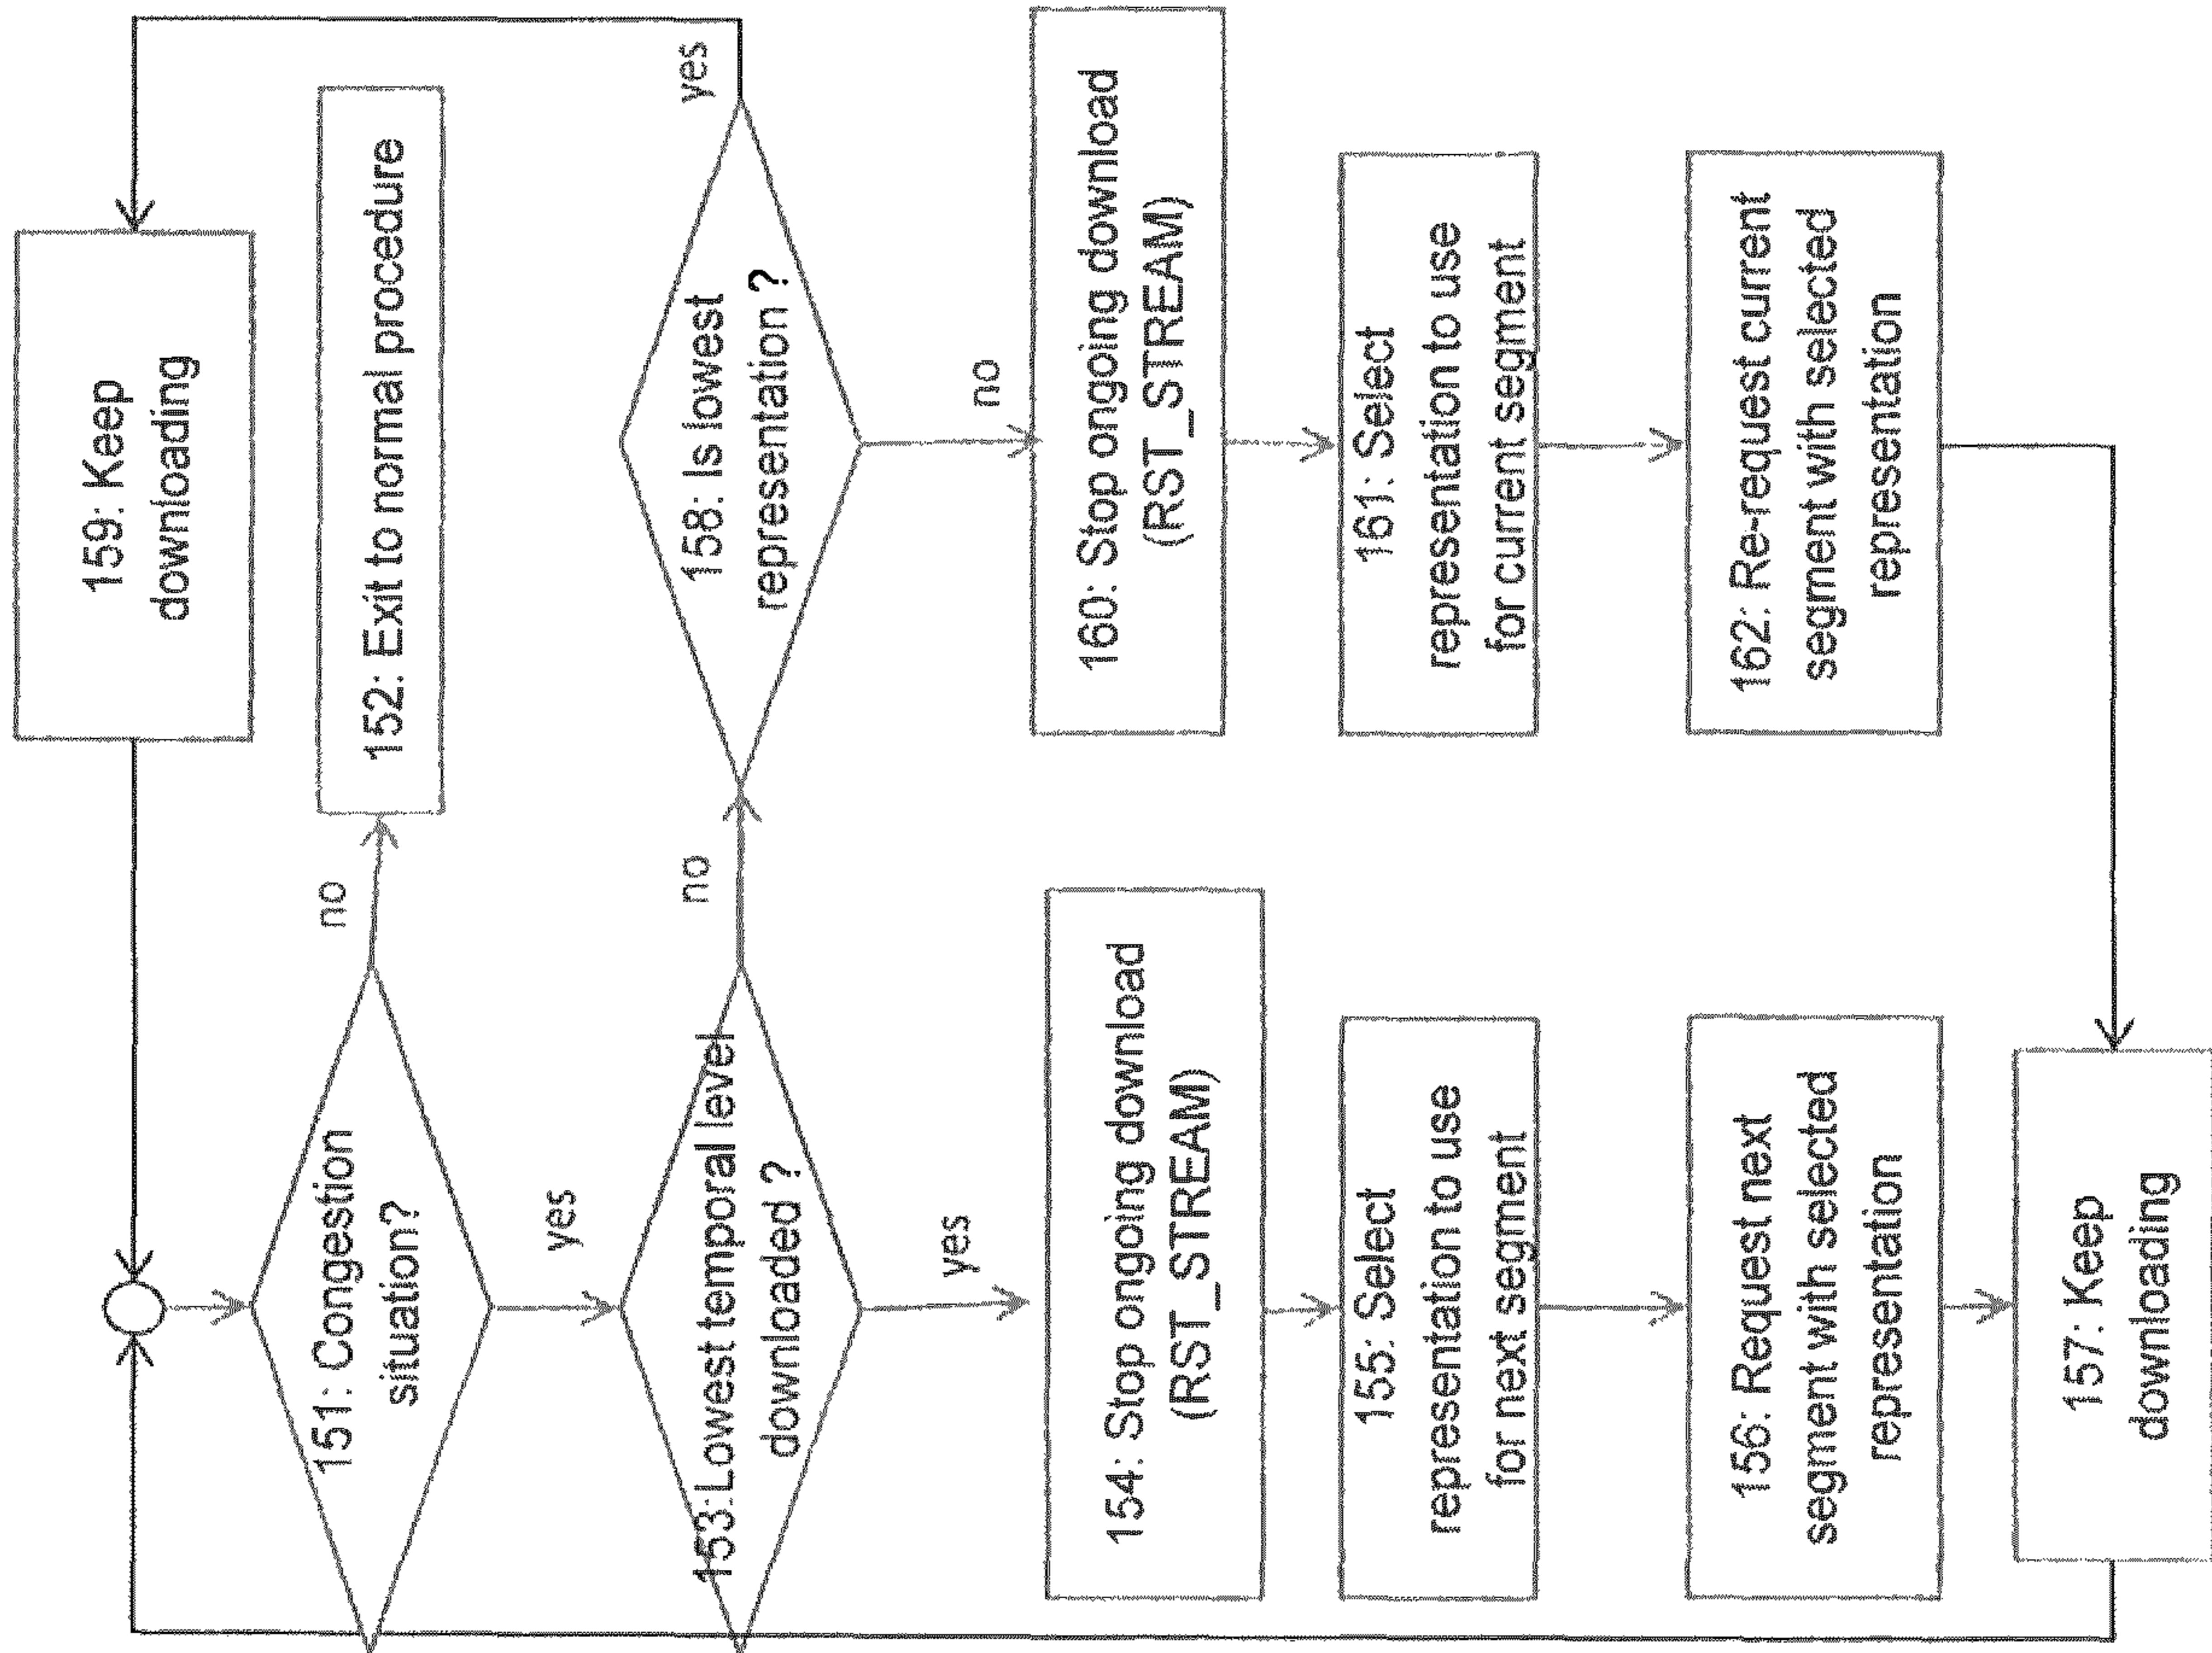 159: Keep
downloading
151: Congestion
situation?
no
152: Exit to normal procedure
yes
153:Lowest temporal level
downloaded ?
no
158: Is lowest
representation ?
yes
yes
no
154: Stop ongoing download
(RST_STREAM)
160: Stop ongoing download
(RST_STREAM)
155: Select
representation to use
for next segment
161: Select
representation to use
for current segment
156: Request next
segment with selected
representation
162: Re-request current
segment with selected
representation
157: Keep
downloading